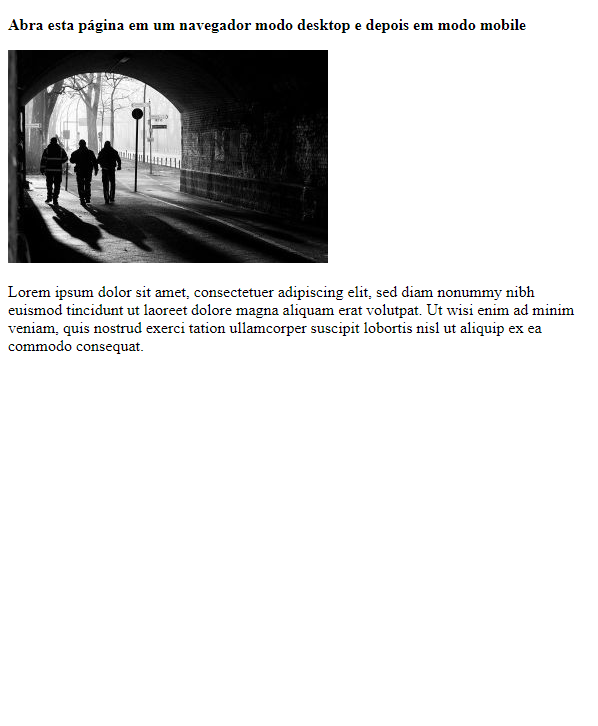 Abra esta página em um navegador modo desktop e depois em modo mobile
Lorem ipsum dolor sit amet, consectetuer adipiscing elit, sed diam nonummy nibh
euismod tincidunt ut laoreet dolore magna aliquam erat volutpat. Ut wisi enim ad minim
veniam, quis nostrud exerci tation ullamcorper suscipit lobortis nisl ut aliquip ex ea
commodo consequat.